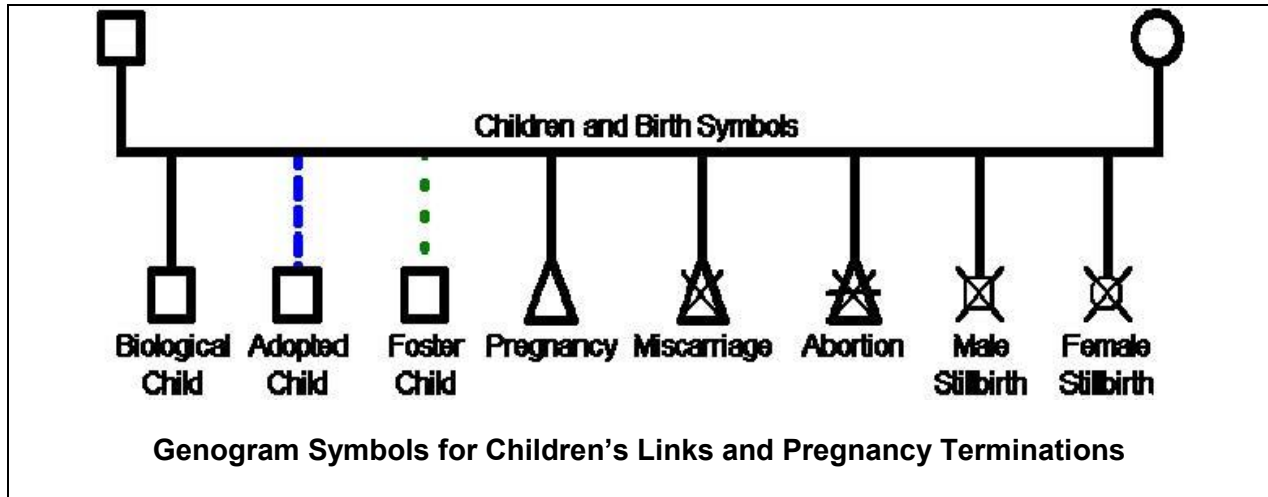 Children and Birth Symbols
Biological Adopted Foster Pregnancy Miscarriage Abortion Male Female
Child Child Child Stillbirth Stillbirth
Genogram Symbols for Children’s Links and Pregnancy Terminations